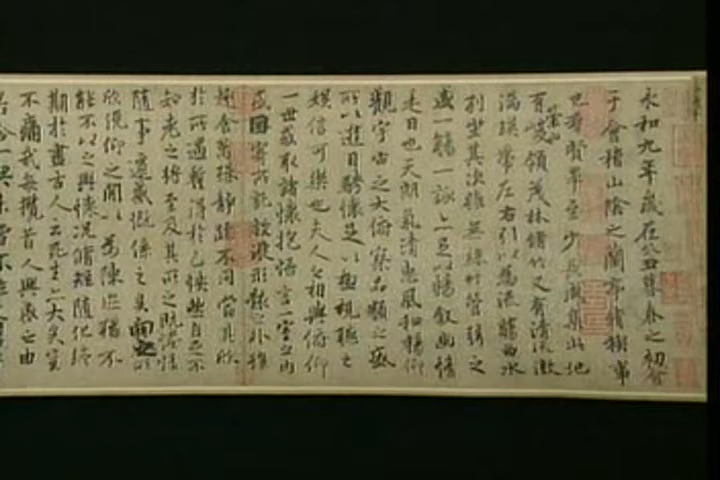 永和九年歲在癸丑暮春之初會
于會稽山陰之蘭亭脩禊事
也羣賢畢至少長咸集此地
有崇山峻領茂林脩竹又有清流激
湍暎帶左右引以為流觴曲水
列坐其次雖無絲竹管弦之
盛一觴一詠亦足以暢敘幽情
是日也天朗氣清惠風和暢仰
觀宇宙之大俯察品類之盛
所以遊目騁懷足以極視聽之
娛信可樂也夫人之相與俯仰
一世或取諸懷抱悟言一室之內
或因寄所託放浪形骸之外雖
趣舍萬殊靜躁不同當其欣
於所遇暫得於己快然自足不
知老之將至及其所之既惓情
隨事遷感慨係之矣向之所
欣俛仰之閒以為陳迹猶不
能不以之興懷況脩短隨化終
期於盡古人云死生亦大矣豈
不痛哉每攬昔人興感之由